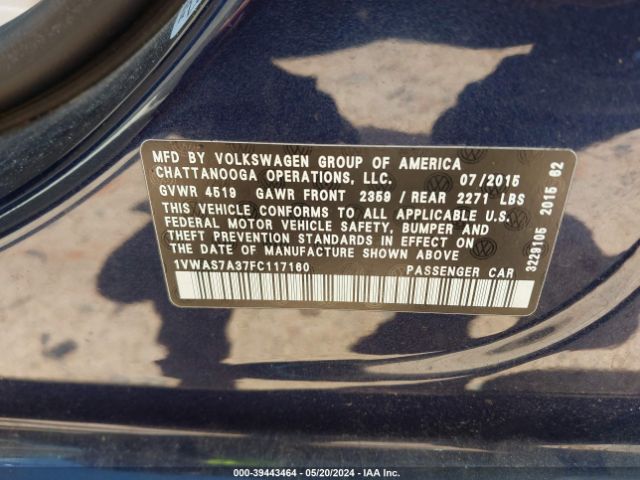 MFD BY VOLKSWAGEN GROUP OF AMERICA
CHATTANOOGA OPERATIONS, LLC. 07/2015
GVWR 4519 GAWR FRONT 2359 / REAR 2271 LBS
THIS VEHICLE CONFORMS TO ALL APPLICABLE U.S.
FEDERAL MOTOR VEHICLE SAFETY, BUMPER AND
THEFT PREVENTION STANDARDS IN EFFECT ON
THE DATE OF MANUFACTURE SHOWN ABOVE
1VWAS7A37FC117160 PASSENGER CAR
3229105 2015 62
000-39443464 - 05/20/2024 - IAA Inc.